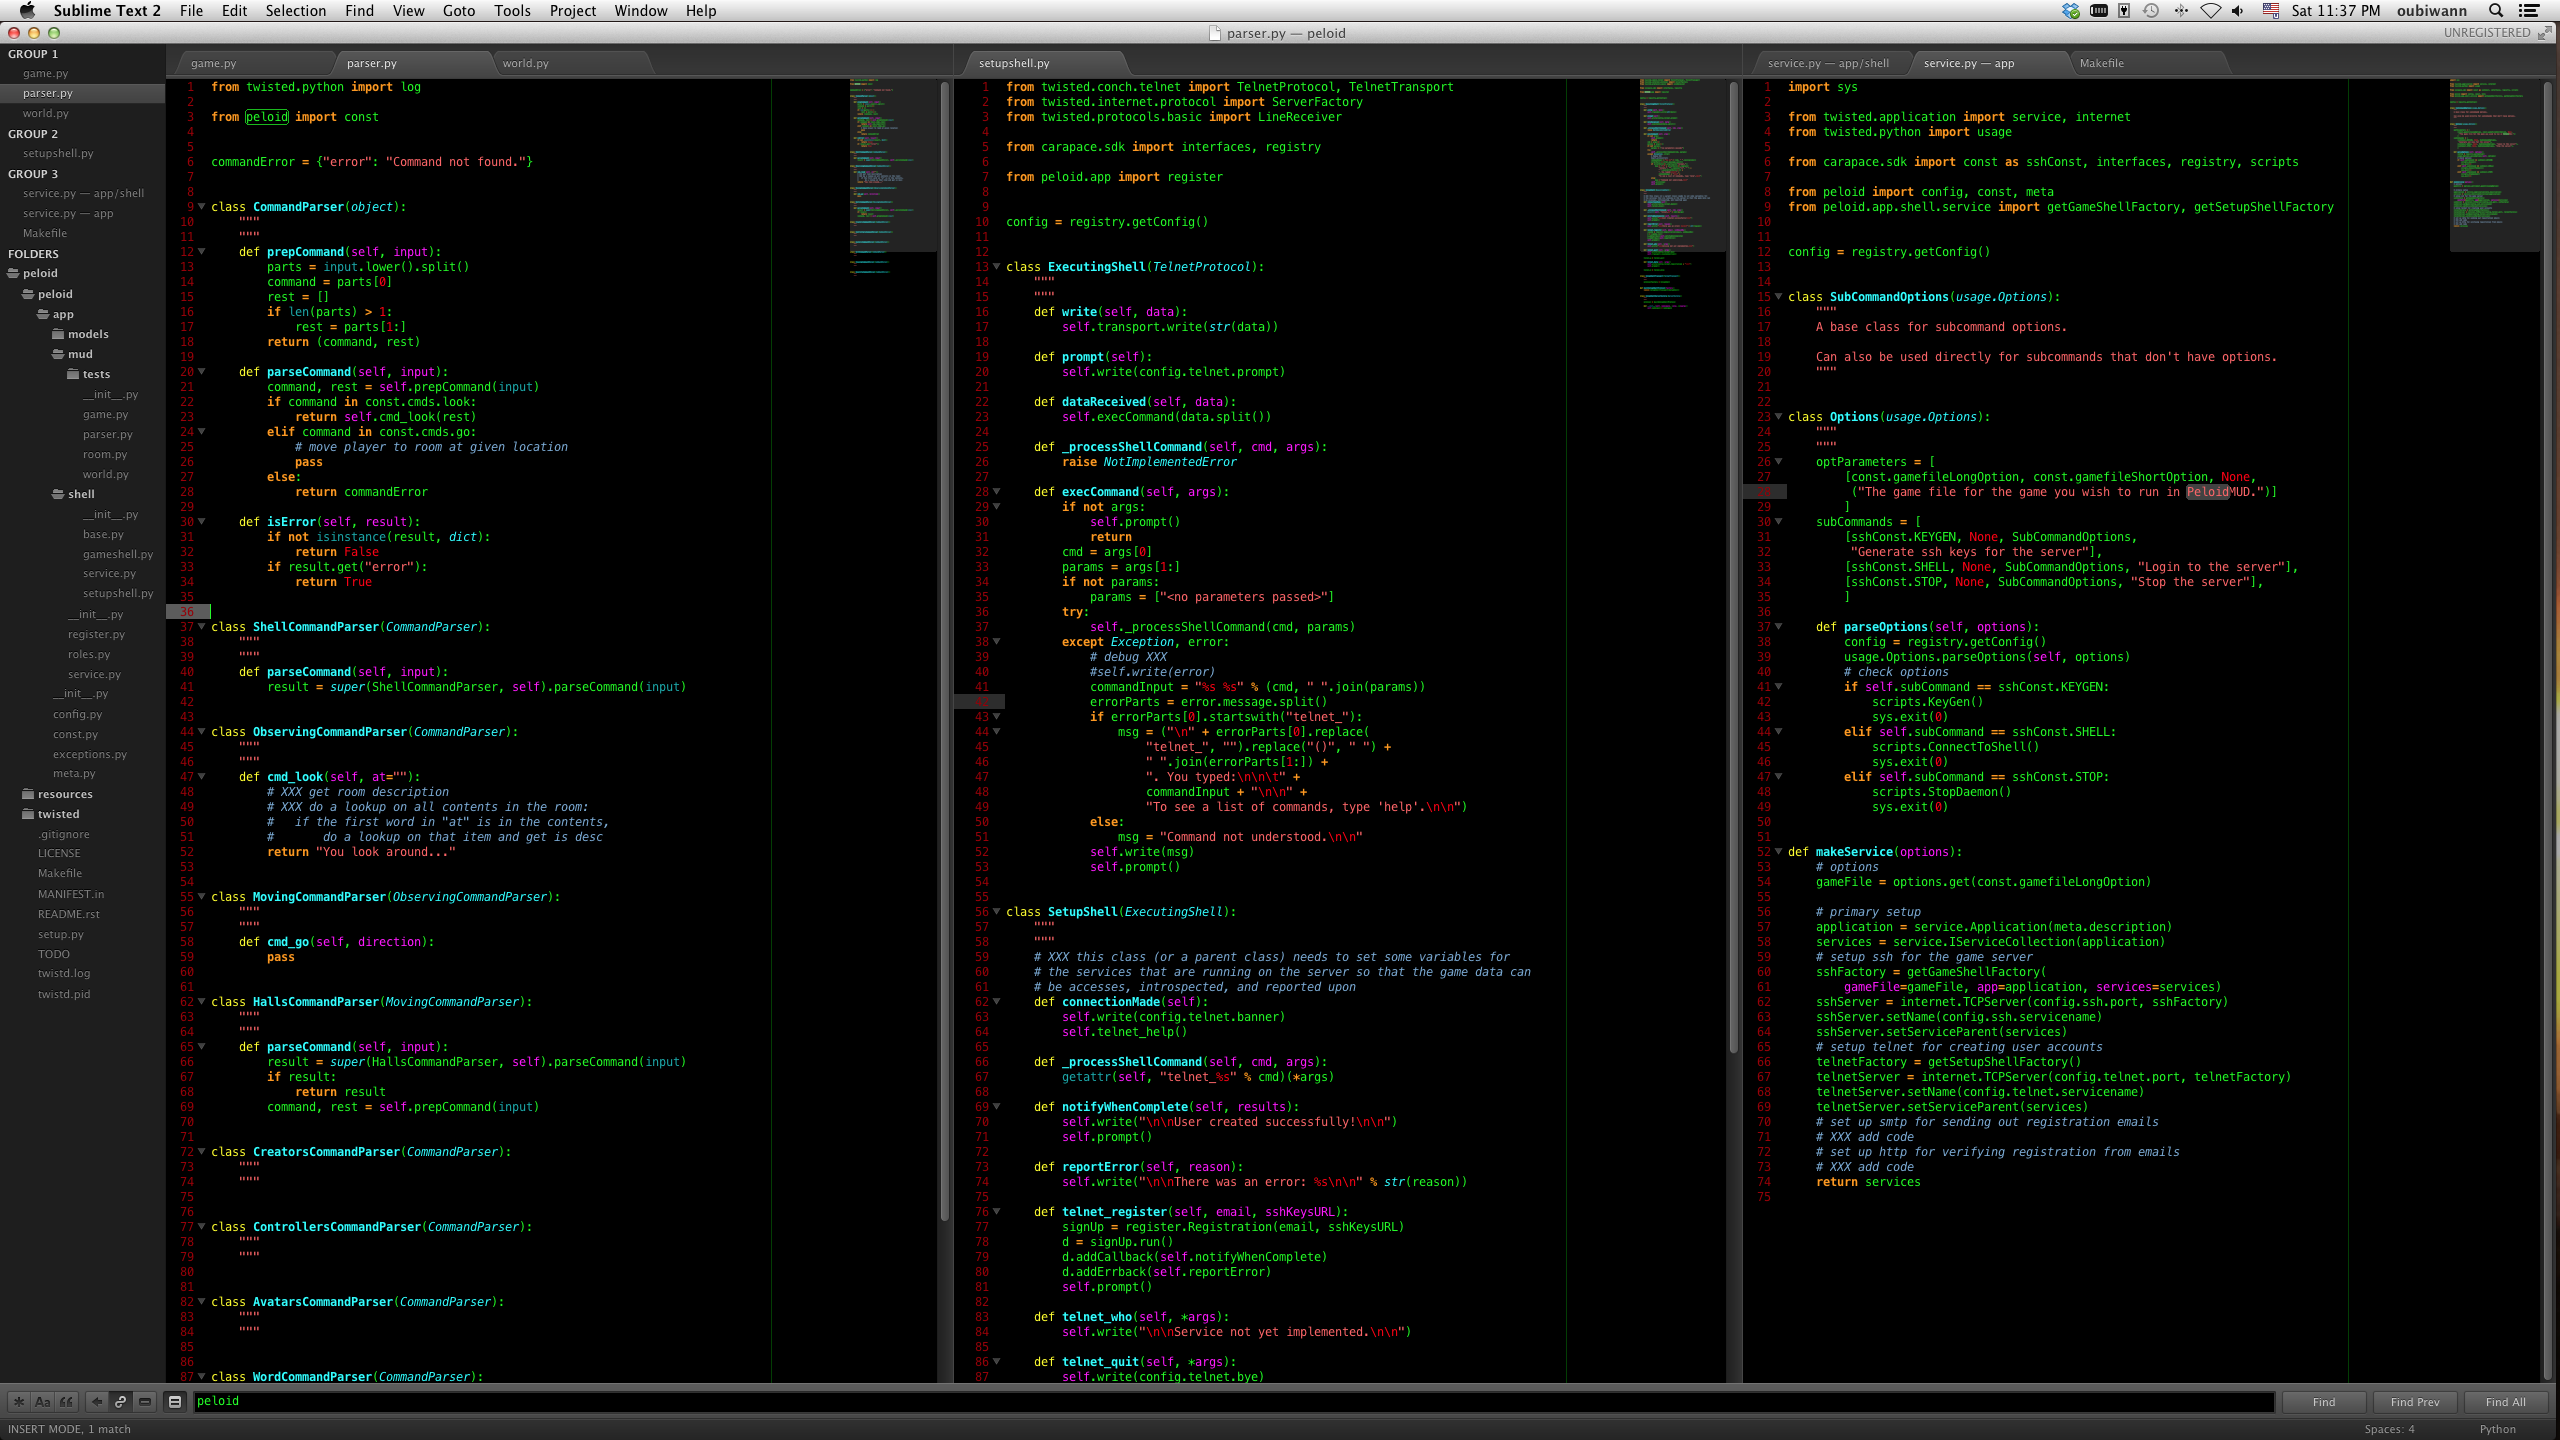 Sublime Text 2 File Edit Selection Find View Goto Tools Project Window Help
Sat 11:37 PM oubiwann
parser.py — peloid
UNREGISTERED
GROUP 1
game.py
parser.py
world.py
GROUP 2
setupshell.py
GROUP 3
service.py — app/shell
service.py — app
Makefile
FOLDERS
peloid
peloid
app
models
mud
tests
__init__.py
game.py
parser.py
room.py
world.py
shell
__init__.py
base.py
gameshell.py
service.py
setupshell.py
__init__.py
register.py
roles.py
service.py
__init__.py
config.py
const.py
exceptions.py
meta.py
resources
twisted
.gitignore
LICENSE
Makefile
MANIFEST.in
README.rst
setup.py
TODO
twistd.log
twistd.pid
game.py parser.py world.py
1 from twisted.python import log
2
3 from peloid import const
4
5
6 commandError = {"error": "Command not found."}
7
8
9 class CommandParser(object):
10 """
11 """
12 def prepCommand(self, input):
13 parts = input.lower().split()
14 command = parts[0]
15 rest = []
16 if len(parts) > 1:
17 rest = parts[1:]
18 return (command, rest)
19
20 def parseCommand(self, input):
21 command, rest = self.prepCommand(input)
22 if command in const.cmds.look:
23 return self.cmd_look(rest)
24 elif command in const.cmds.go:
25 # move player to room at given location
26 pass
27 else:
28 return commandError
29
30 def isError(self, result):
31 if not isinstance(result, dict):
32 return False
33 if result.get("error"):
34 return True
35
36
37 class ShellCommandParser(CommandParser):
38 """
39 """
40 def parseCommand(self, input):
41 result = super(ShellCommandParser, self).parseCommand(input)
42
43
44 class ObservingCommandParser(CommandParser):
45 """
46 """
47 def cmd_look(self, at=""):
48 # XXX get room description
49 # XXX do a lookup on all contents in the room:
50 # if the first word in "at" is in the contents,
51 # do a lookup on that item and get is desc
52 return "You look around..."
53
54
55 class MovingCommandParser(ObservingCommandParser):
56 """
57 """
58 def cmd_go(self, direction):
59 pass
60
61
62 class HallsCommandParser(MovingCommandParser):
63 """
64 """
65 def parseCommand(self, input):
66 result = super(HallsCommandParser, self).parseCommand(input)
67 if result:
68 return result
69 command, rest = self.prepCommand(input)
70
71
72 class CreatorsCommandParser(CommandParser):
73 """
74 """
75
76
77 class ControllersCommandParser(CommandParser):
78 """
79 """
80
81
82 class AvatarsCommandParser(CommandParser):
83 """
84 """
85
86
87 class WordCommandParser(CommandParser):
setupshell.py
1 from twisted.conch.telnet import TelnetProtocol, TelnetTransport
2 from twisted.internet.protocol import ServerFactory
3 from twisted.protocols.basic import LineReceiver
4
5 from carapace.sdk import interfaces, registry
6
7 from peloid.app import register
8
9
10 config = registry.getConfig()
11
12
13 class ExecutingShell(TelnetProtocol):
14 """
15 """
16 def write(self, data):
17 self.transport.write(str(data))
18
19 def prompt(self):
20 self.write(config.telnet.prompt)
21
22 def dataReceived(self, data):
23 self.execCommand(data.split())
24
25 def _processShellCommand(self, cmd, args):
26 raise NotImplementedError
27
28 def execCommand(self, args):
29 if not args:
30 self.prompt()
31 return
32 cmd = args[0]
33 params = args[1:]
34 if not params:
35 params = ["<no parameters passed>"]
36 try:
37 self._processShellCommand(cmd, params)
38 except Exception, error:
39 # debug XXX
40 #self.write(error)
41 commandInput = "%s %s" % (cmd, " ".join(params))
errorParts = error.message.split()
43 if errorParts[0].startswith("telnet_"):
44 msg = ("\n" + errorParts[0].replace(
45 "telnet_", "").replace("()", " ") +
46 " ".join(errorParts[1:]) +
47 ". You typed:\n\n\t" +
48 commandInput + "\n\n" +
49 "To see a list of commands, type 'help'.\n\n")
50 else:
51 msg = "Command not understood.\n\n"
52 self.write(msg)
53 self.prompt()
54
55
56 class SetupShell(ExecutingShell):
57 """
58 """
59 # XXX this class (or a parent class) needs to set some variables for
60 # the services that are running on the server so that the game data can
61 # be accesses, introspected, and reported upon
62 def connectionMade(self):
63 self.write(config.telnet.banner)
64 self.telnet_help()
65
66 def _processShellCommand(self, cmd, args):
67 getattr(self, "telnet_%s" % cmd)(*args)
68
69 def notifyWhenComplete(self, results):
70 self.write("\n\nUser created successfully!\n\n")
71 self.prompt()
72
73 def reportError(self, reason):
74 self.write("\n\nThere was an error: %s\n\n" % str(reason))
75
76 def telnet_register(self, email, sshKeysURL):
77 signUp = register.Registration(email, sshKeysURL)
78 d = signUp.run()
79 d.addCallback(self.notifyWhenComplete)
80 d.addErrback(self.reportError)
81 self.prompt()
82
83 def telnet_who(self, *args):
84 self.write("\n\nService not yet implemented.\n\n")
85
86 def telnet_quit(self, *args):
87 self.write(config.telnet.bye)
service.py — app/shell service.py — app Makefile
1 import sys
2
3 from twisted.application import service, internet
4 from twisted.python import usage
5
6 from carapace.sdk import const as sshConst, interfaces, registry, scripts
7
8 from peloid import config, const, meta
9 from peloid.app.shell.service import getGameShellFactory, getSetupShellFactory
10
11
12 config = registry.getConfig()
13
14
15 class SubCommandOptions(usage.Options):
16 """
17 A base class for subcommand options.
18
19 Can also be used directly for subcommands that don't have options.
20 """
21
22
23 class Options(usage.Options):
24 """
25 """
26 optParameters = [
27 [const.gamefileLongOption, const.gamefileShortOption, None,
("The game file for the game you wish to run in PeloidMUD.")]
29 ]
30 subCommands = [
31 [sshConst.KEYGEN, None, SubCommandOptions,
32 "Generate ssh keys for the server"],
33 [sshConst.SHELL, None, SubCommandOptions, "Login to the server"],
34 [sshConst.STOP, None, SubCommandOptions, "Stop the server"],
35 ]
36
37 def parseOptions(self, options):
38 config = registry.getConfig()
39 usage.Options.parseOptions(self, options)
40 # check options
41 if self.subCommand == sshConst.KEYGEN:
42 scripts.KeyGen()
43 sys.exit(0)
44 elif self.subCommand == sshConst.SHELL:
45 scripts.ConnectToShell()
46 sys.exit(0)
47 elif self.subCommand == sshConst.STOP:
48 scripts.StopDaemon()
49 sys.exit(0)
50
51
52 def makeService(options):
53 # options
54 gameFile = options.get(const.gamefileLongOption)
55
56 # primary setup
57 application = service.Application(meta.description)
58 services = service.IServiceCollection(application)
59 # setup ssh for the game server
60 sshFactory = getGameShellFactory(
61 gameFile=gameFile, app=application, services=services)
62 sshServer = internet.TCPServer(config.ssh.port, sshFactory)
63 sshServer.setName(config.ssh.servicename)
64 sshServer.setServiceParent(services)
65 # setup telnet for creating user accounts
66 telnetFactory = getSetupShellFactory()
67 telnetServer = internet.TCPServer(config.telnet.port, telnetFactory)
68 telnetServer.setName(config.telnet.servicename)
69 telnetServer.setServiceParent(services)
70 # set up smtp for sending out registration emails
71 # XXX add code
72 # set up http for verifying registration from emails
73 # XXX add code
74 return services
75
Aa peloid Find Find Prev Find All
INSERT MODE, 1 match Spaces: 4 Python